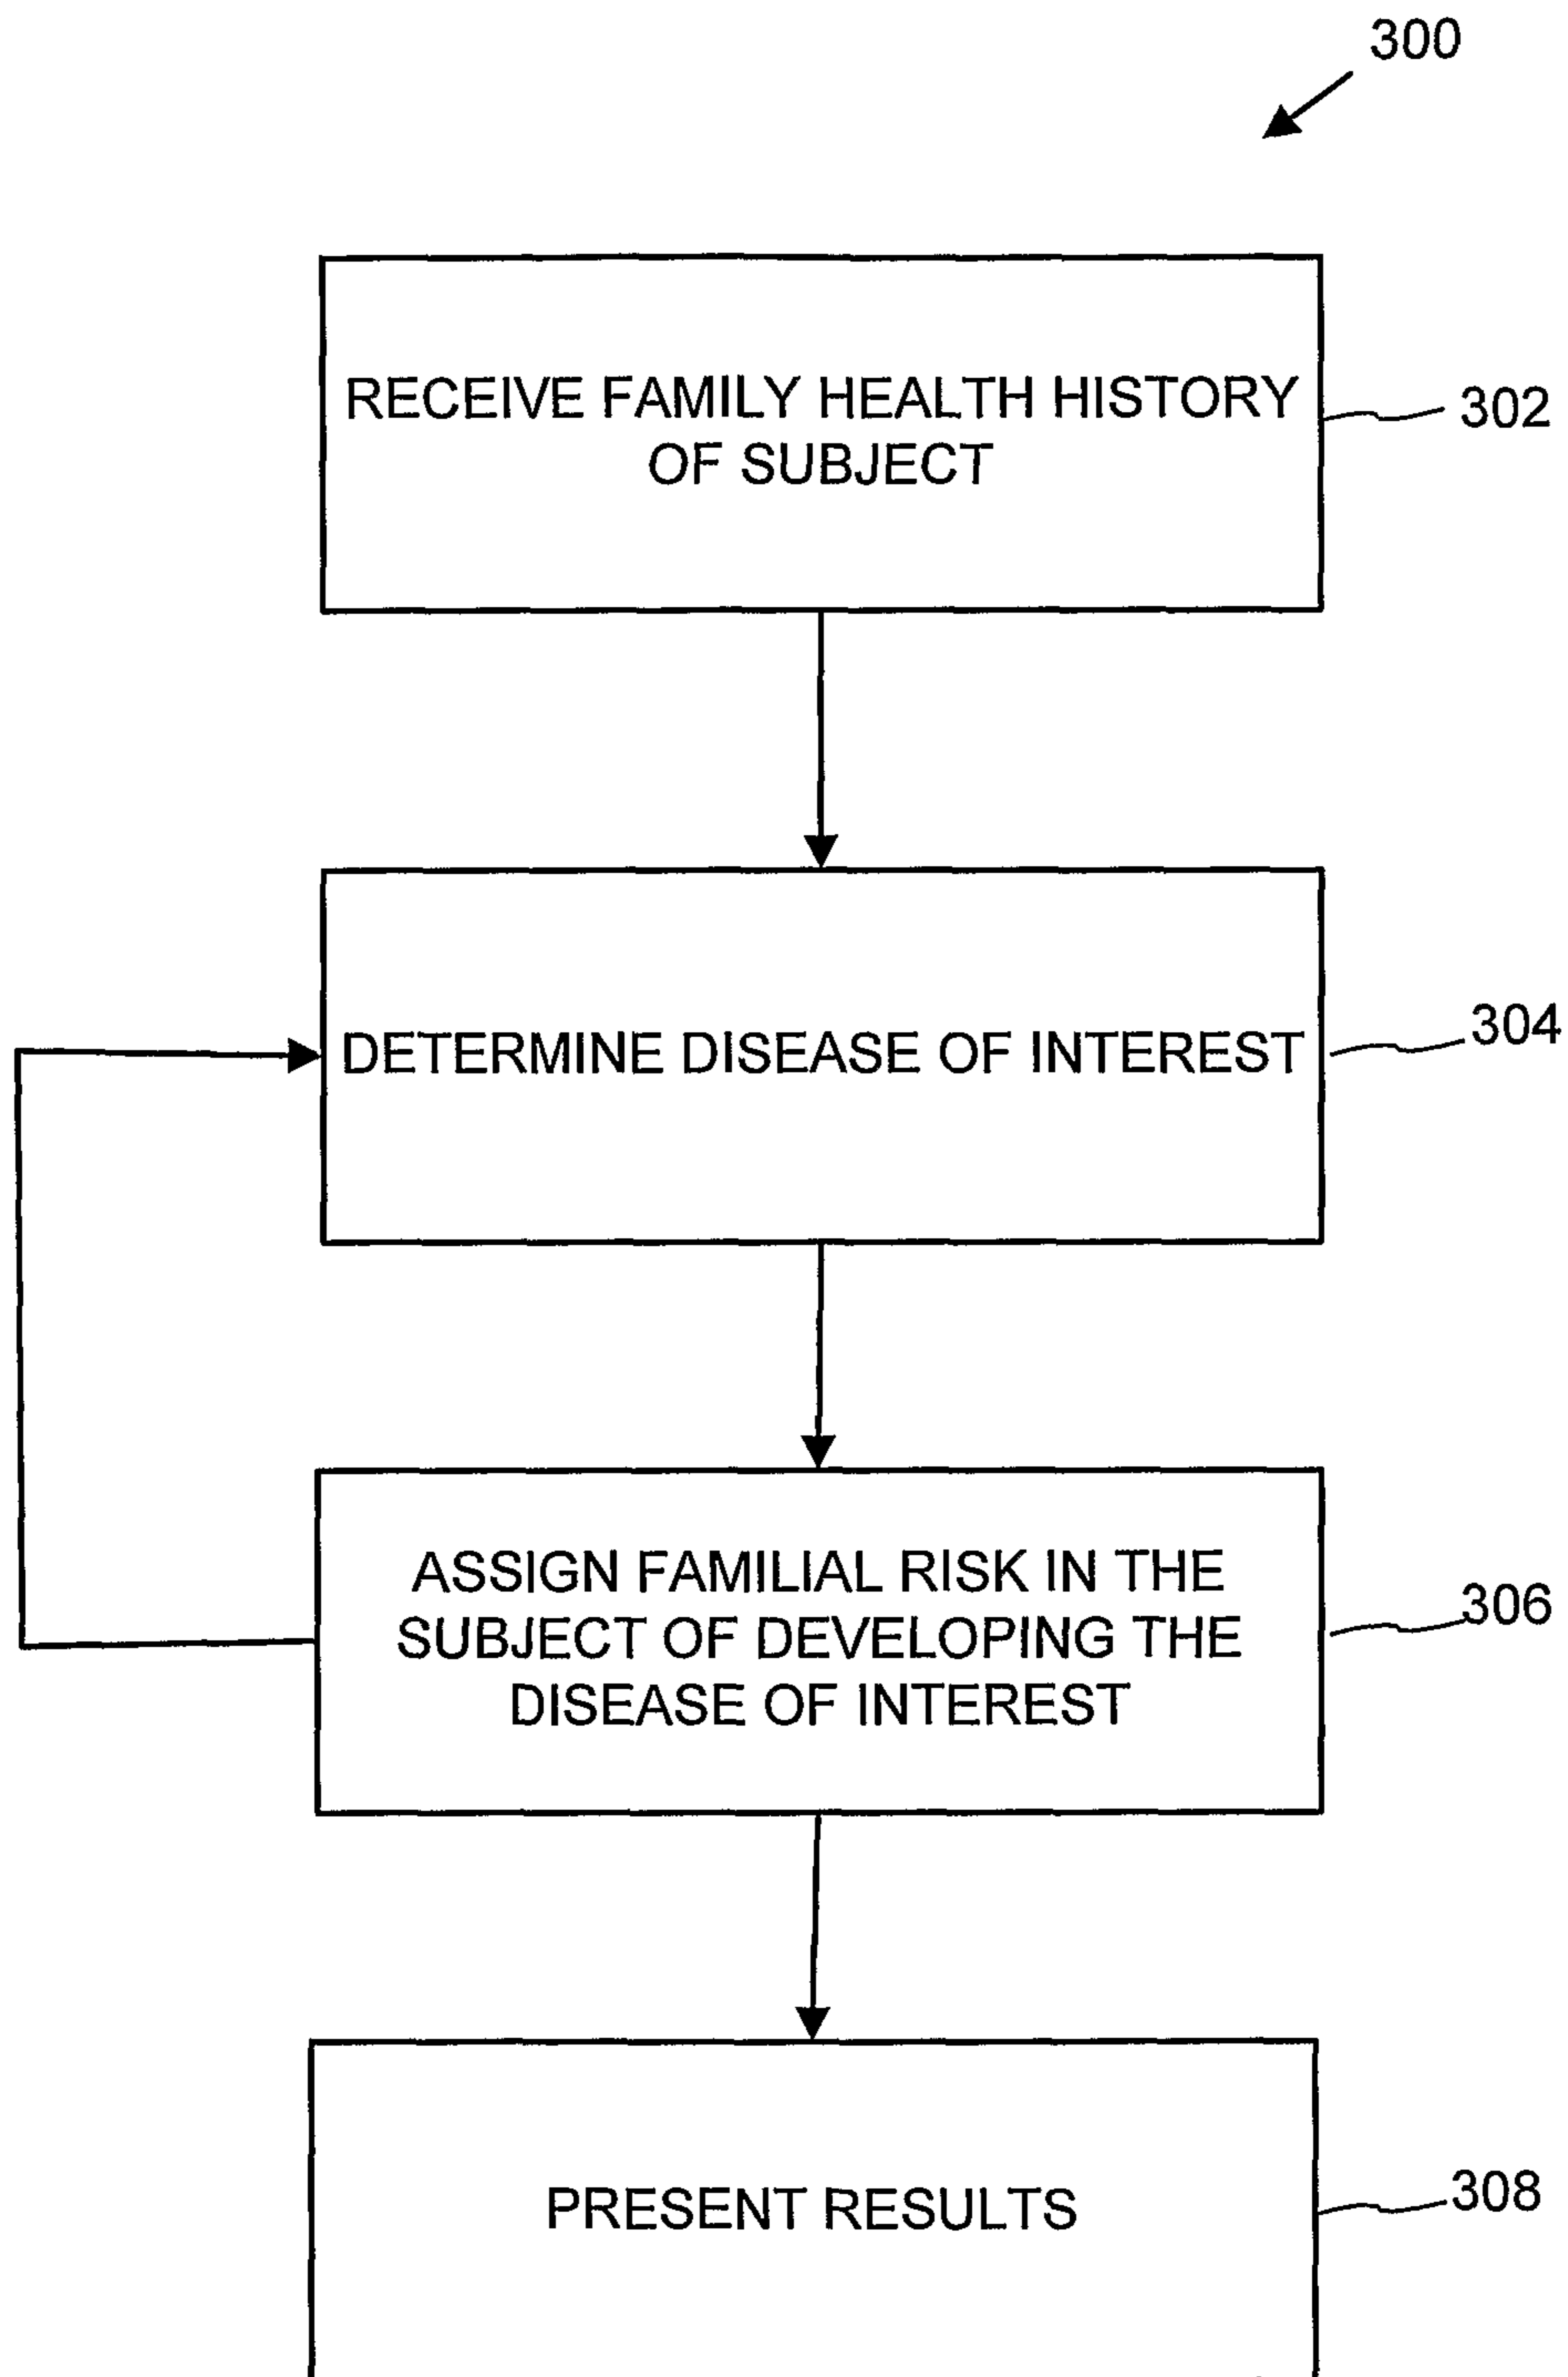 300
RECEIVE FAMILY HEALTH HISTORY
OF SUBJECT
302
DETERMINE DISEASE OF INTEREST
304
ASSIGN FAMILIAL RISK IN THE
SUBJECT OF DEVELOPING THE
DISEASE OF INTEREST
306
PRESENT RESULTS
308